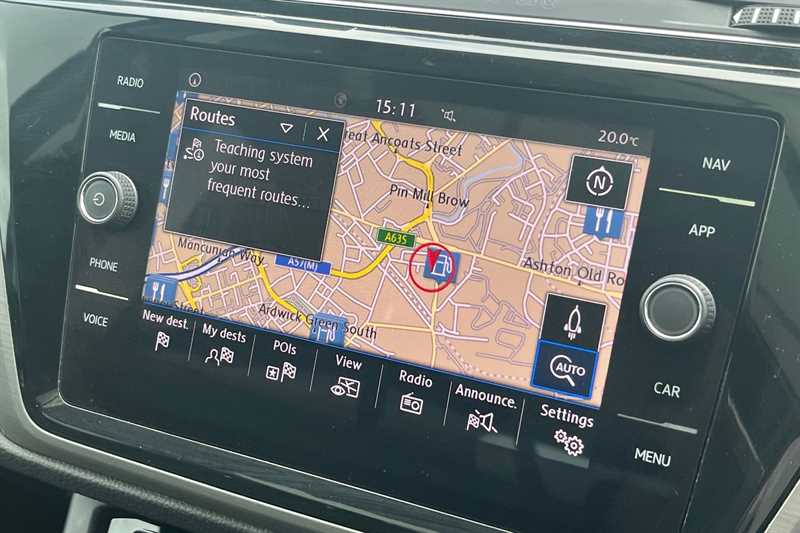 RADIO
MEDIA
PHONE
VOICE
15:11
20.0°C
Routes
Teaching system
your most
frequent routes...
eat Ancoats Street
Pin Mill Brow
A635
Mancunian Way
A57(M)
Ashton Old Ro
Ardwick Green South
Street
N
AUTO
New dest.
My dests
POIs
View
Radio
Announce.
Settings
NAV
APP
CAR
MENU